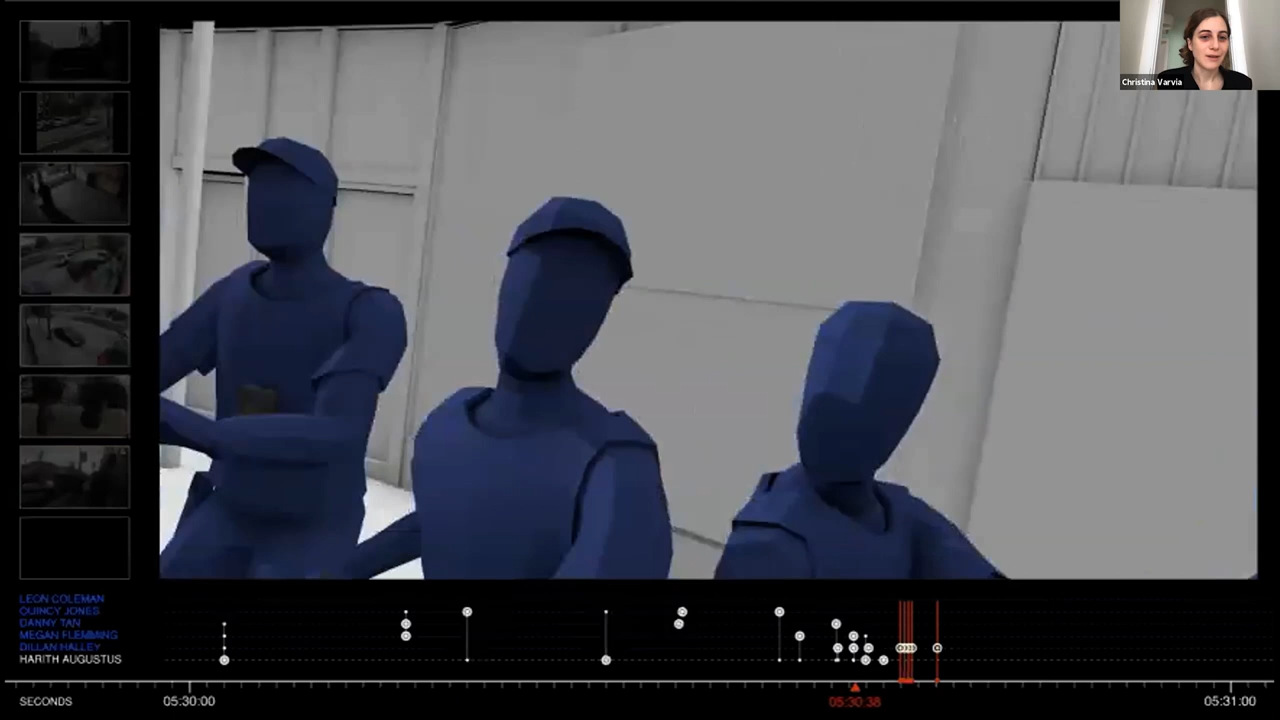 Christina Varvia
LEON COLEMAN
QUINCY JONES
DANNY TAN
MEGAN FLEMMING
DILLAN HALLEY
HARITH AUGUSTUS
SECONDS
05:30:00
05:30:38
05:31:00